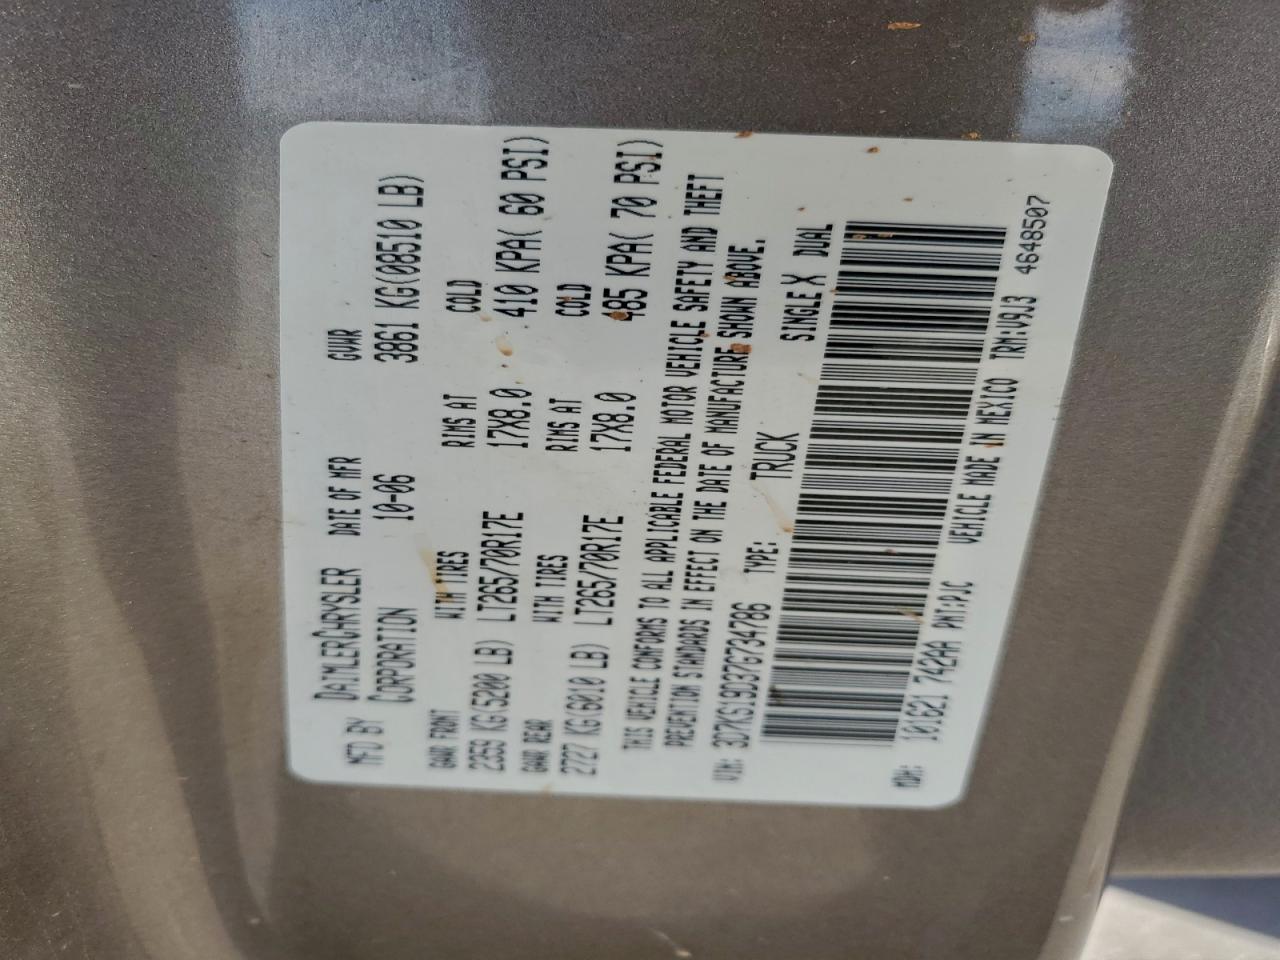 MFD BY DAIMLERCHRYSLER CORPORATION DATE OF MFR 10-06 GVWR 3861 KG(08510 LB)
GAWR FRONT WITH TIRES RIMS AT COLD
2359 KG(5200 LB) LT265/70R17E 17X8.0 410 KPA( 60 PSI)
GAWR REAR WITH TIRES RIMS AT COLD
2727 KG(6010 LB) LT265/70R17E 17X8.0 485 KPA( 70 PSI)
THIS VEHICLE CONFORMS TO ALL APPLICABLE FEDERAL MOTOR VEHICLE SAFETY AND THEFT
PREVENTION STANDARDS IN EFFECT ON THE DATE OF MANUFACTURE SHOWN ABOVE.
VIN: 3D7KS19D37G734786 TYPE: TRUCK SINGLE X DUAL
MDH: 101621 742AA PNT:PJC VEHICLE MADE IN MEXICO TRM:V9J3 4648507